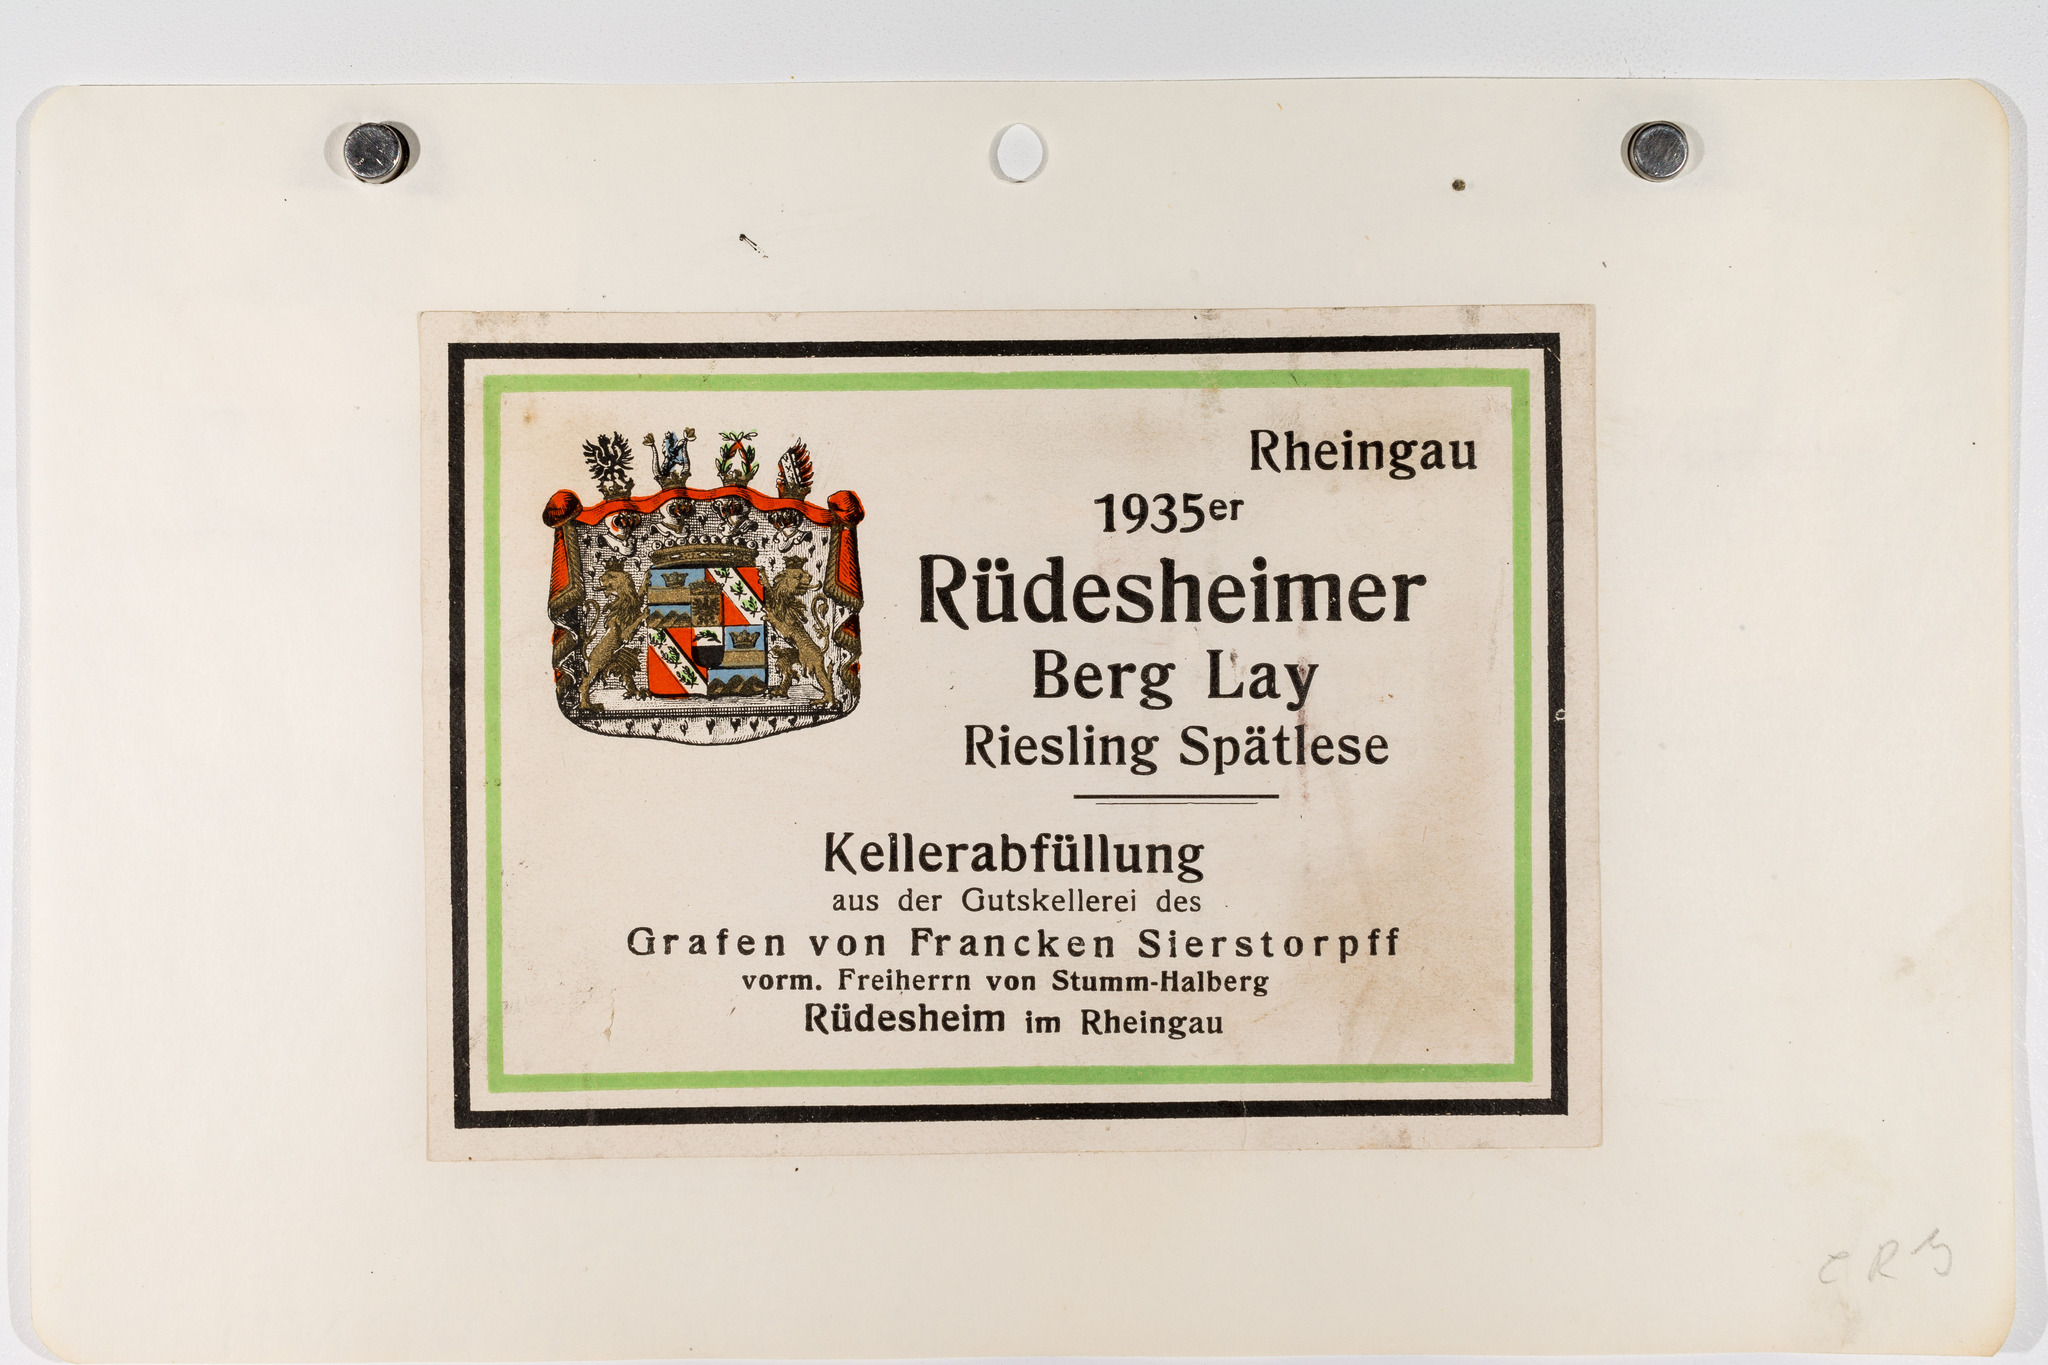 Rheingau
1935er
Rüdesheimer
Berg Lay
Riesling Spätlese
Kellerabfüllung
aus der Gutskellerei des
Grafen von Francken Sierstorpff
vorm. Freiherrn von Stumm-Halberg
Rüdesheim im Rheingau